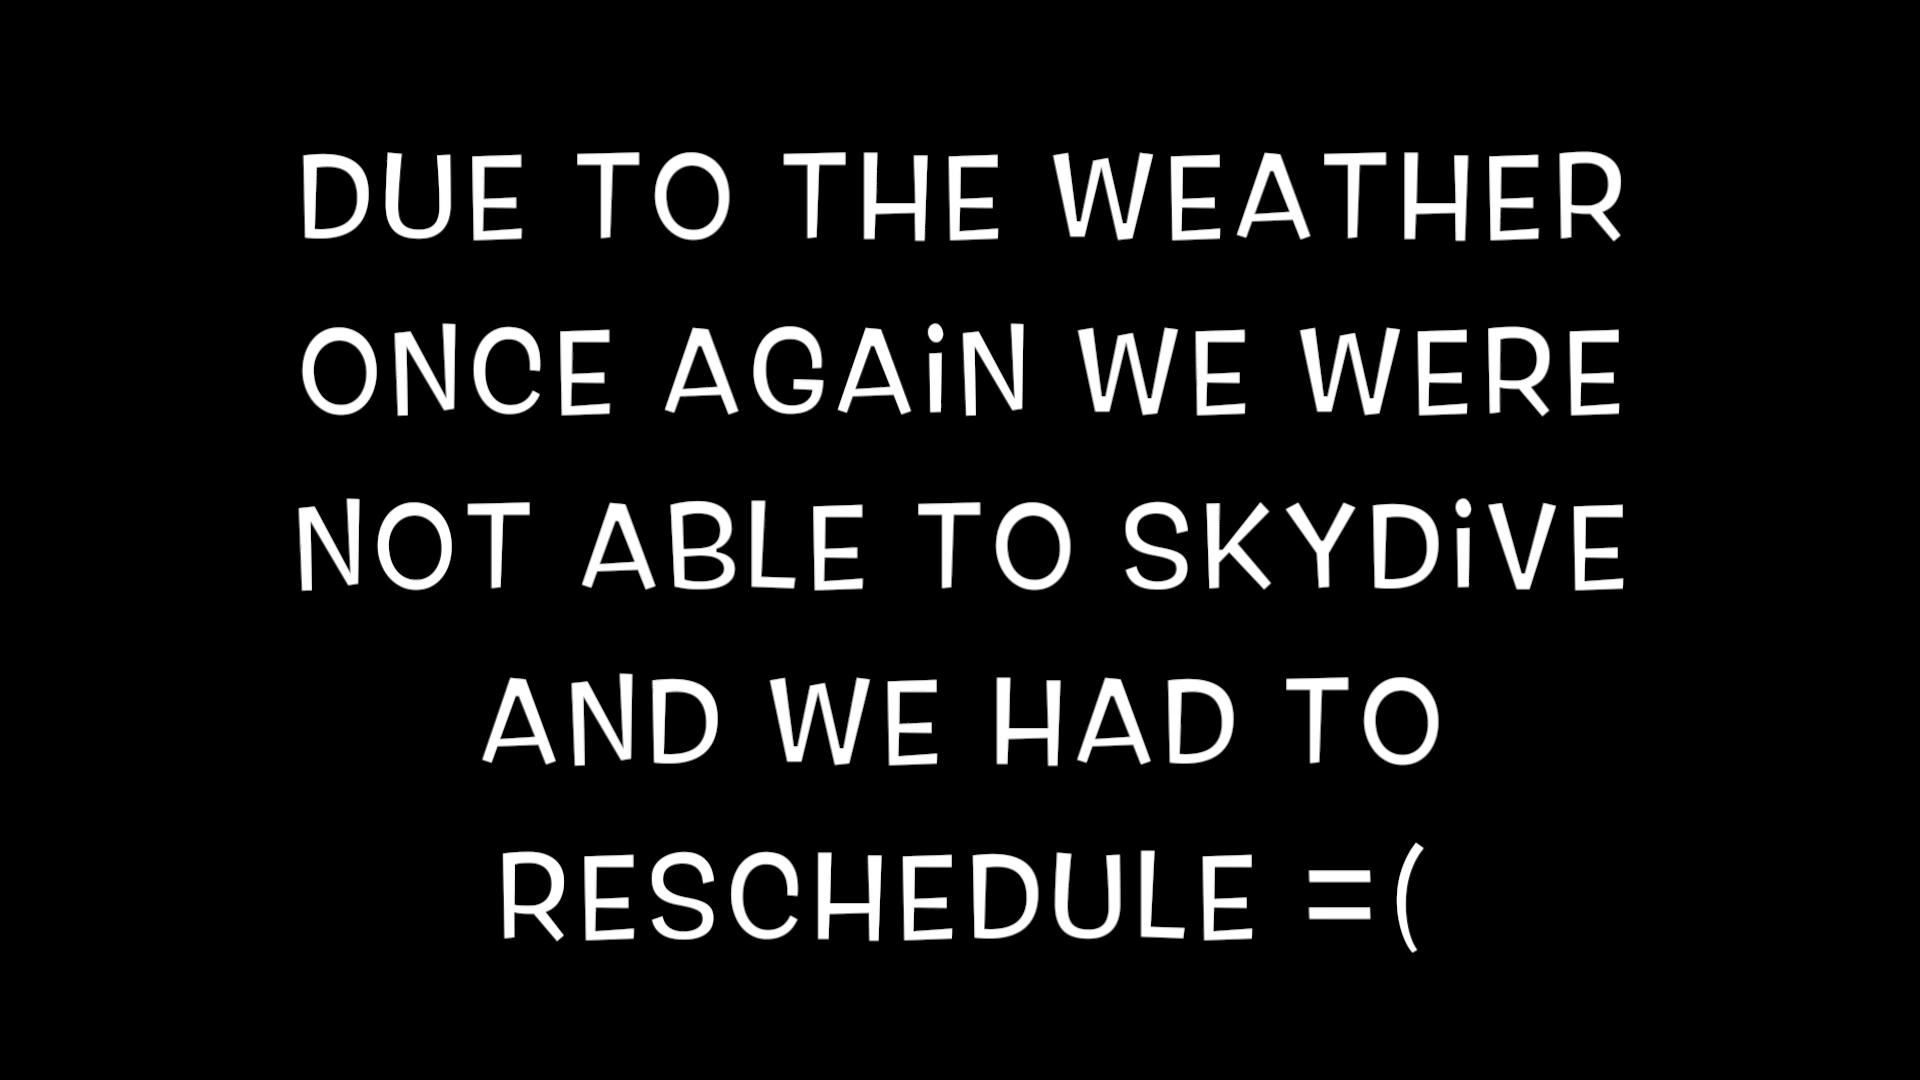 DUE TO THE WEATHER
ONCE AGAiN WE WERE
NOT ABLE TO SKYDiVE
AND WE HAD TO
RESCHEDULE =(